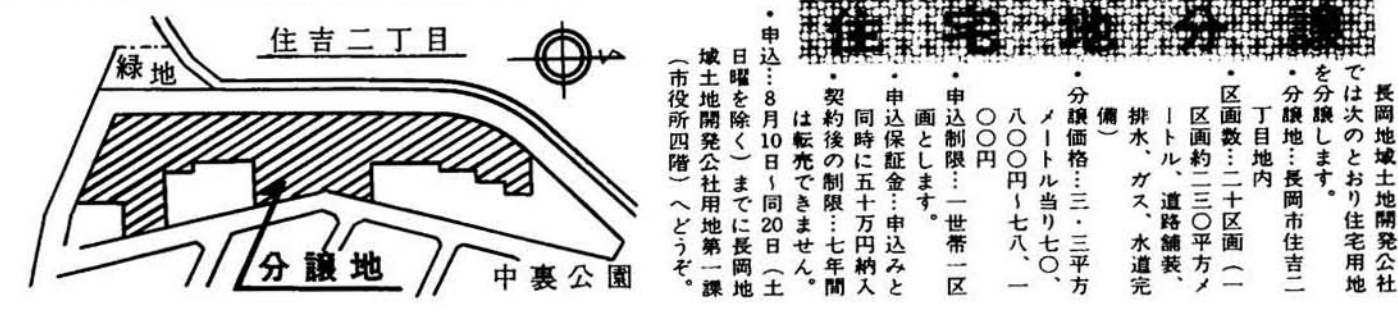 住宅地分譲
長岡地域土地開発公社
では次のとおり住宅用地
を分譲します。
・分譲地…長岡市住吉二
丁目地内
・区画数…二十区画（一
区画約二三〇平方メ
ートル、道路舗装、
排水、ガス、水道完
備）
・分譲価格…三・三平方
メートル当り七〇、
八〇〇円～七八、一
〇〇円
・申込制限…一世帯一区
画とします。
・申込保証金…申込みと
同時に五十万円納入
・契約後の制限…七年間
は転売できません。
・申込…8月10日～同20日（土
日曜を除く）までに長岡地
域土地開発公社用地第一課
（市役所四階）へどうぞ。
住吉二丁目
緑地
分譲地
中裏公園